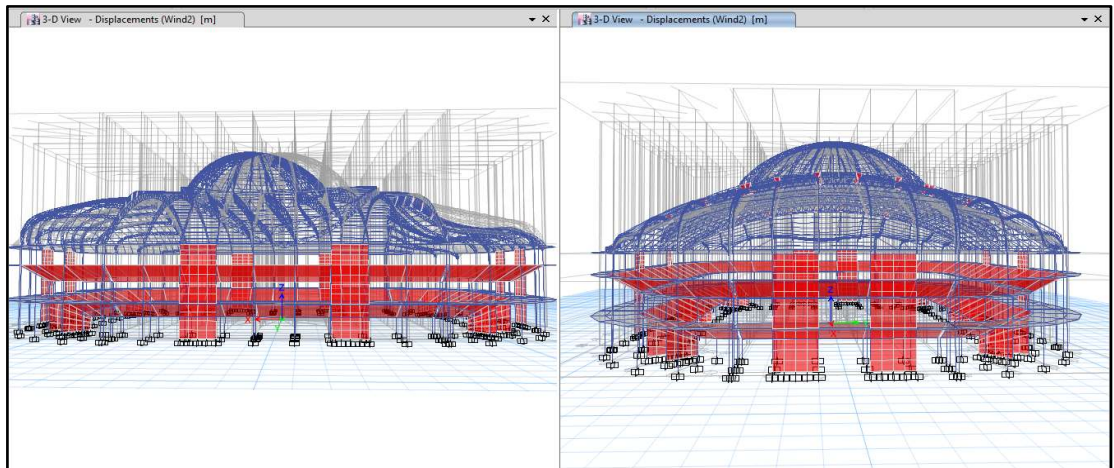 3-D View - Displacements (Wind2) [m]
3-D View - Displacements (Wind2) [m]
Z
X
Y
Z
X